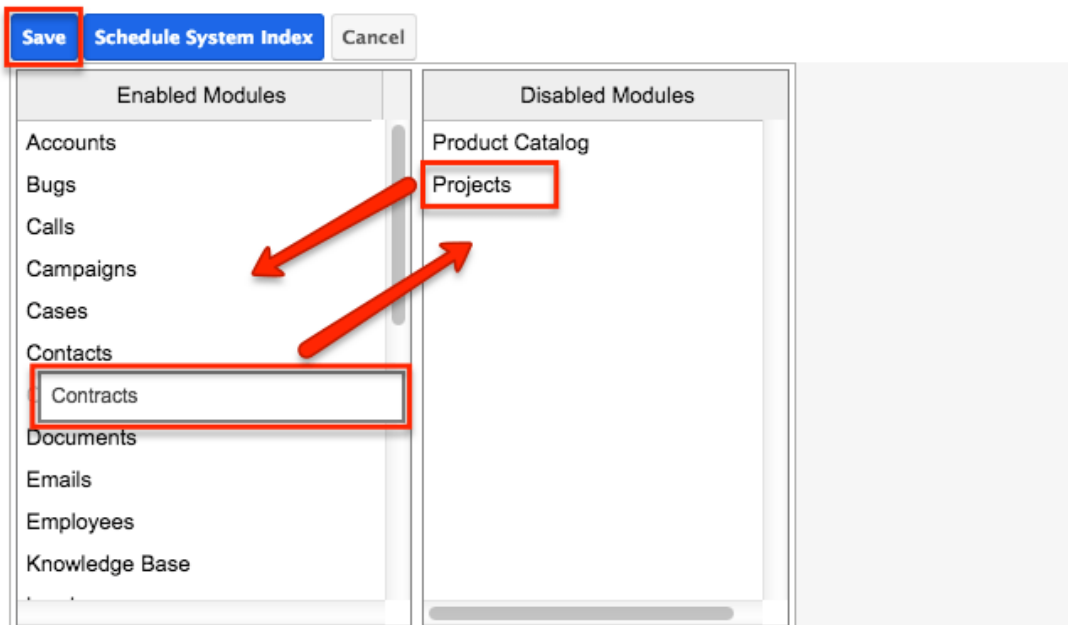 Save Schedule System Index Cancel
Enabled Modules Disabled Modules
Accounts Product Catalog
Bugs Projects
Calls
Campaigns
Cases
Contacts
Contracts
Documents
Emails
Employees
Knowledge Base